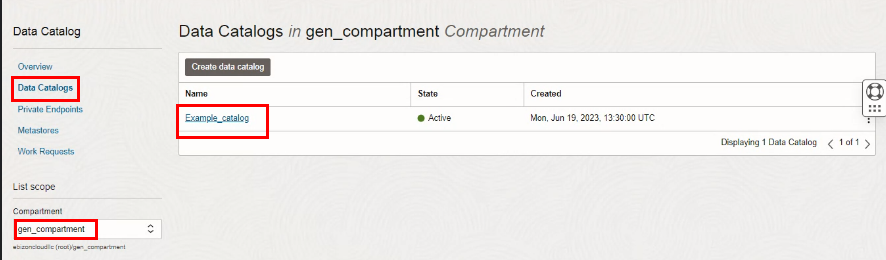 Data Catalog
Overview
Data Catalogs
Private Endpoints
Metastores
Work Requests
List scope
Compartment
gen_compartment
ebizoncloudllc (root)/gen_compartment
Data Catalogs in gen_compartment Compartment
Create data catalog
Name State Created
Example_catalog Active Mon, Jun 19, 2023, 13:30:00 UTC
Displaying 1 Data Catalog 1 of 1